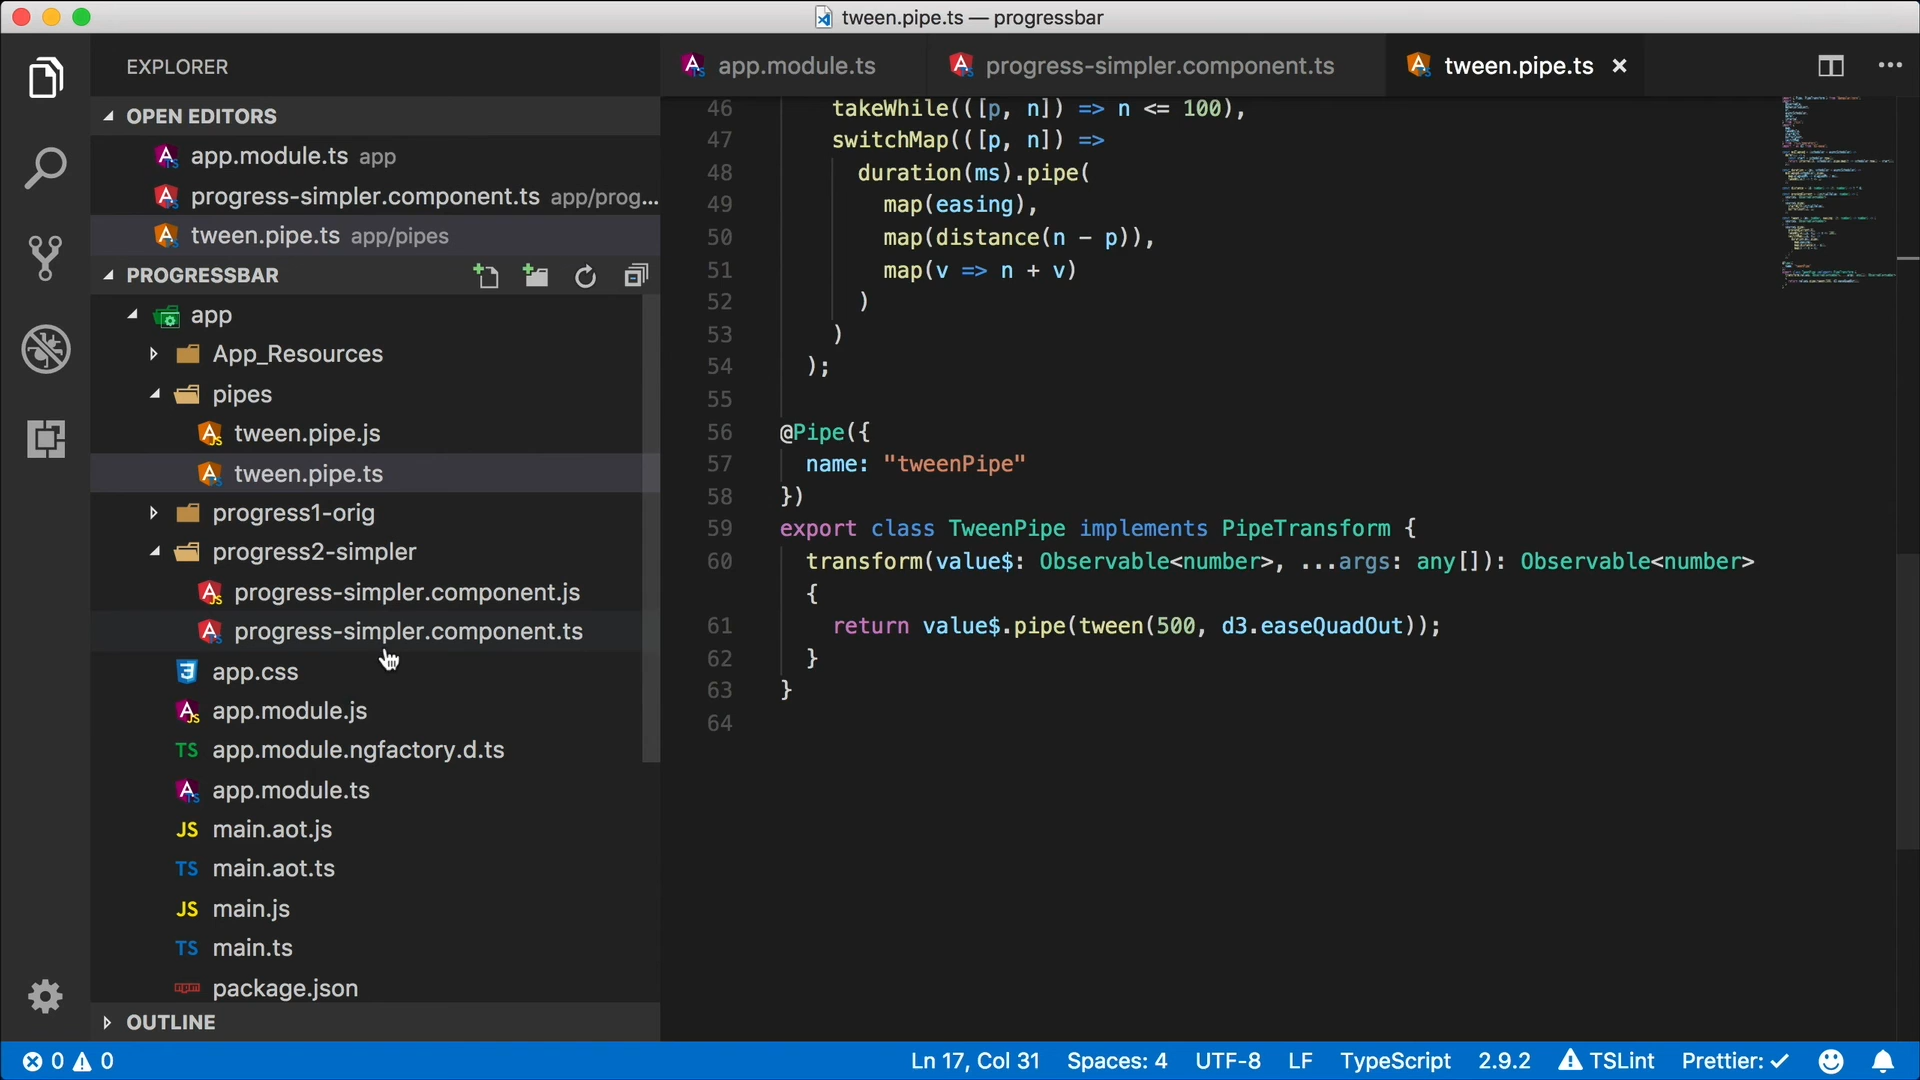 tween.pipe.ts — progressbar
EXPLORER
OPEN EDITORS
app.module.ts app
progress-simpler.component.ts app/prog...
tween.pipe.ts app/pipes
PROGRESSBAR
app
App_Resources
pipes
tween.pipe.js
tween.pipe.ts
progress1-orig
progress2-simpler
progress-simpler.component.js
progress-simpler.component.ts
app.css
app.module.js
TS app.module.ngfactory.d.ts
app.module.ts
JS main.aot.js
TS main.aot.ts
JS main.js
TS main.ts
package.json
OUTLINE
app.module.ts
progress-simpler.component.ts
tween.pipe.ts
46 takeWhile(([p, n]) => n <= 100),
47 switchMap(([p, n]) =>
48 duration(ms).pipe(
49 map(easing),
50 map(distance(n - p)),
51 map(v => n + v)
52 )
53 )
54 );
55
56 @Pipe({
57 name: "tweenPipe"
58 })
59 export class TweenPipe implements PipeTransform {
60 transform(value$: Observable<number>, ...args: any[]): Observable<number>
{
61 return value$.pipe(tween(500, d3.easeQuadOut));
62 }
63 }
64
0 0 Ln 17, Col 31 Spaces: 4 UTF-8 LF TypeScript 2.9.2 TSLint Prettier: ✓